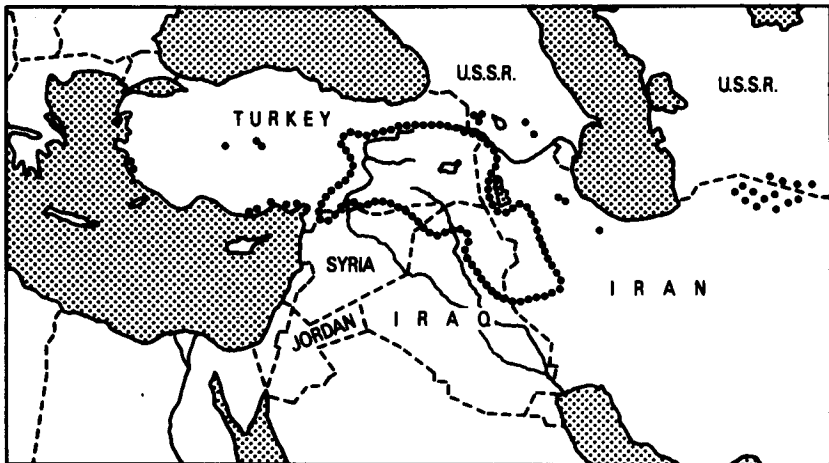 U.S.S.R.
U.S.S.R.
TURKEY
SYRIA
IRAN
JORDAN
IRAQ